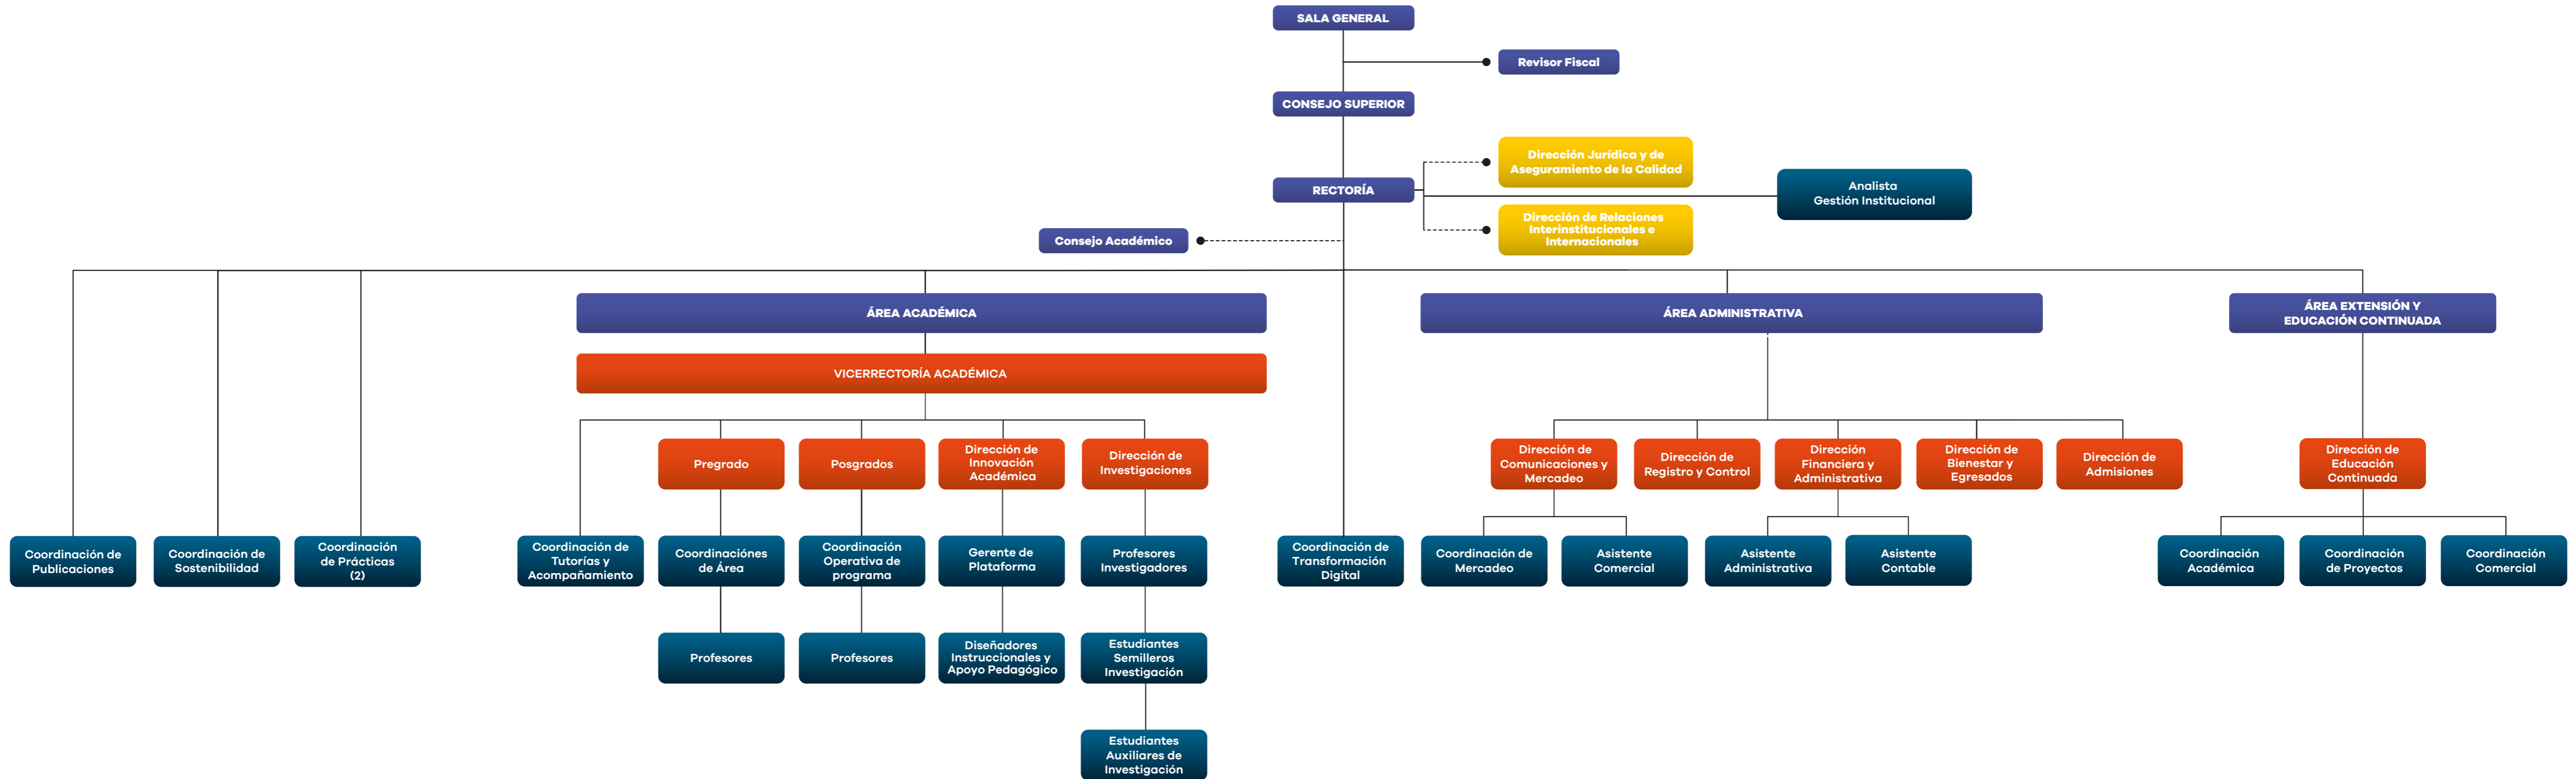 SALA GENERAL
Revisor Fiscal
CONSEJO SUPERIOR
Dirección Jurídica y de
Aseguramiento de la Calidad
RECTORÍA
Analista
Gestión Institucional
Dirección de Relaciones
Interinstitucionales e
Internacionales
Consejo Académico
ÁREA ACADÉMICA
ÁREA ADMINISTRATIVA
ÁREA EXTENSIÓN Y
EDUCACIÓN CONTINUADA
VICERRECTORÍA ACADÉMICA
Pregrado
Posgrados
Dirección de
Innovación
Académica
Dirección de
Investigaciones
Dirección de
Comunicaciones y
Mercadeo
Dirección de
Registro y Control
Dirección
Financiera y
Administrativa
Dirección de
Bienestar y
Egresados
Dirección de
Admisiones
Dirección de
Educación
Continuada
Coordinación de
Publicaciones
Coordinación de
Sostenibilidad
Coordinación
de Prácticas
(2)
Coordinación de
Tutorías y
Acompañamiento
Coordinaciónes
de Área
Coordinación
Operativa de
programa
Gerente de
Plataforma
Profesores
Investigadores
Coordinación de
Transformación
Digital
Coordinación de
Mercadeo
Asistente
Comercial
Asistente
Administrativa
Asistente
Contable
Coordinación
Académica
Coordinación
de Proyectos
Coordinación
Comercial
Profesores
Profesores
Diseñadores
Instruccionales y
Apoyo Pedagógico
Estudiantes
Semilleros
Investigación
Estudiantes
Auxiliares de
Investigación